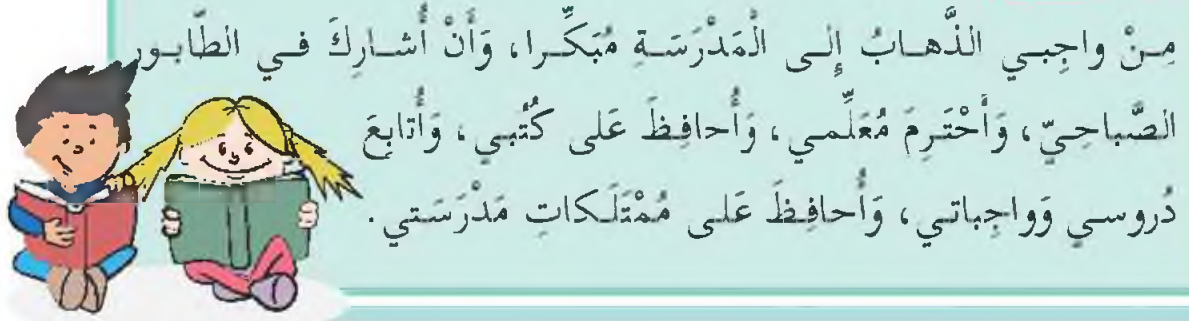 مِنْ واجِبي الذَّهابُ إِلى الْمَدْرَسَةِ مُبَكِّرا، وَأَنْ أُشارِكَ في الطّابور
الصَّباحِيّ، وَأَحْتَرِمَ مُعَلِّمي، وَأُحافِظَ عَلى كُتُبي، وَأُتابِعَ
دُروسي وَواجِباتي، وَأُحافِظَ عَلى مُمْتَلَكاتِ مَدْرَسَتي.